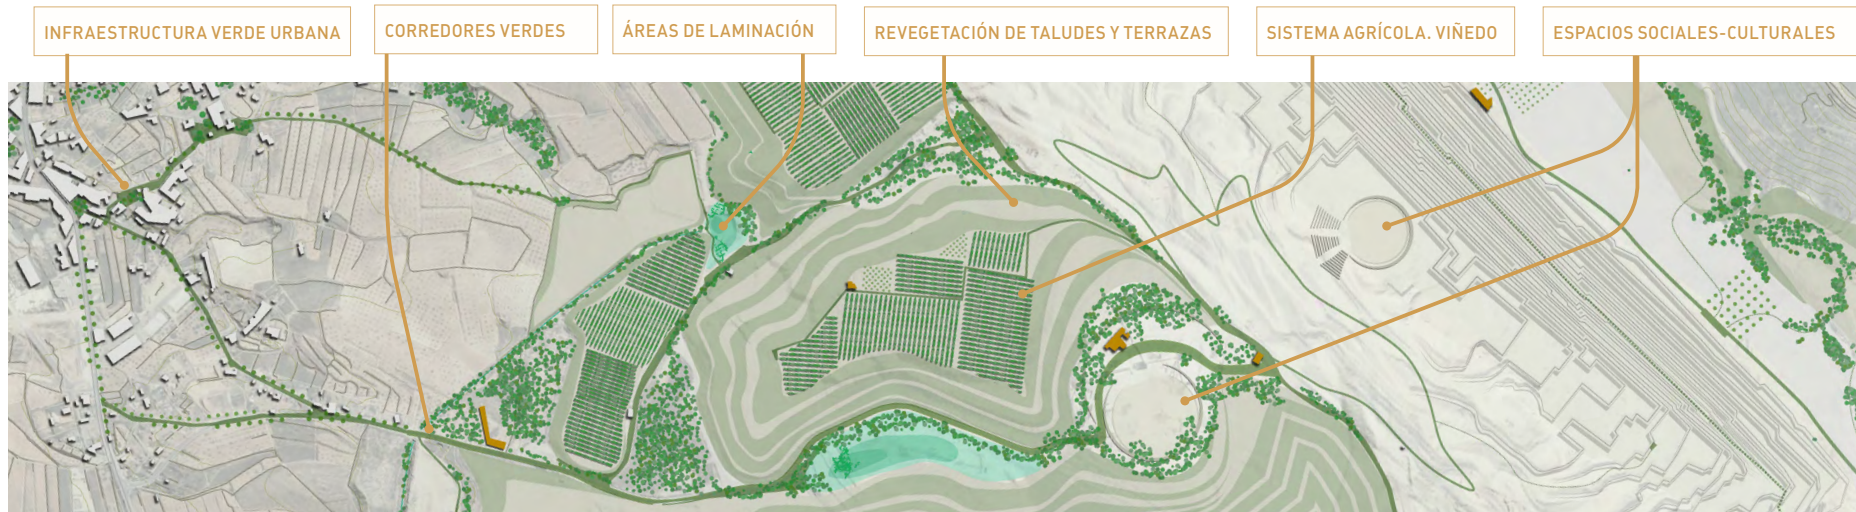 INFRAESTRUCTURA VERDE URBANA
CORREDORES VERDES
ÁREAS DE LAMINACIÓN
REVEGETACIÓN DE TALUDES Y TERRAZAS
SISTEMA AGRÍCOLA. VIÑEDO
ESPACIOS SOCIALES-CULTURALES